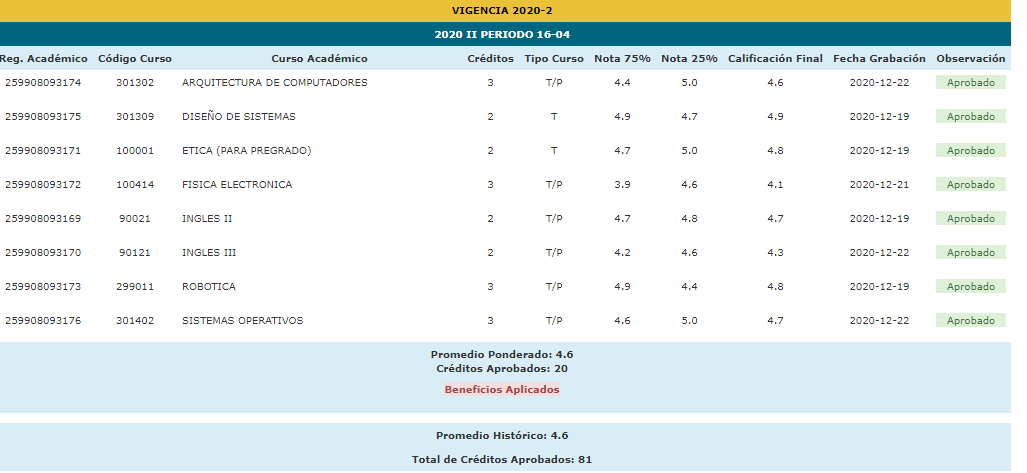 VIGENCIA 2020-2
2020 II PERIODO 16-04
Reg. Académico Código Curso Curso Académico Créditos Tipo Curso Nota 75% Nota 25% Calificación Final Fecha Grabación Observación
259908093174 301302 ARQUITECTURA DE COMPUTADORES 3 T/P 4.4 5.0 4.6 2020-12-22 Aprobado
259908093175 301309 DISEÑO DE SISTEMAS 2 T 4.9 4.7 4.9 2020-12-19 Aprobado
259908093171 100001 ETICA (PARA PREGRADO) 2 T 4.7 5.0 4.8 2020-12-19 Aprobado
259908093172 100414 FISICA ELECTRONICA 3 T/P 3.9 4.6 4.1 2020-12-21 Aprobado
259908093169 90021 INGLES II 2 T/P 4.7 4.8 4.7 2020-12-19 Aprobado
259908093170 90121 INGLES III 2 T/P 4.2 4.6 4.3 2020-12-22 Aprobado
259908093173 299011 ROBOTICA 3 T/P 4.9 4.4 4.8 2020-12-19 Aprobado
259908093176 301402 SISTEMAS OPERATIVOS 3 T/P 4.6 5.0 4.7 2020-12-22 Aprobado
Promedio Ponderado: 4.6
Créditos Aprobados: 20
Beneficios Aplicados
Promedio Histórico: 4.6
Total de Créditos Aprobados: 81